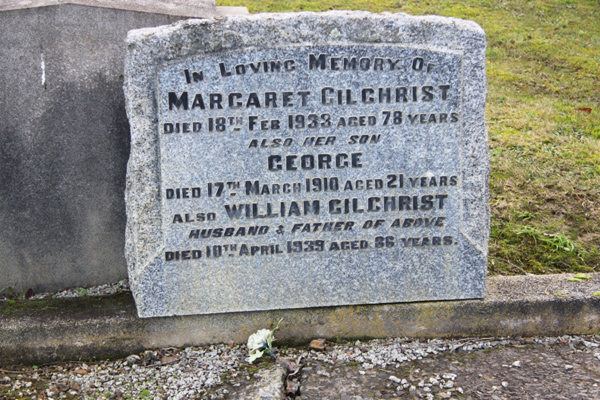 In Loving Memory Of
MARGARET GILCHRIST
DIED 18TH FEB 1933 AGED 78 YEARS
ALSO HER SON
GEORGE
DIED 17TH MARCH 1910 AGED 21 YEARS
ALSO WILLIAM GILCHRIST
HUSBAND & FATHER OF ABOVE
DIED 10TH APRIL 1939 AGED 86 YEARS.